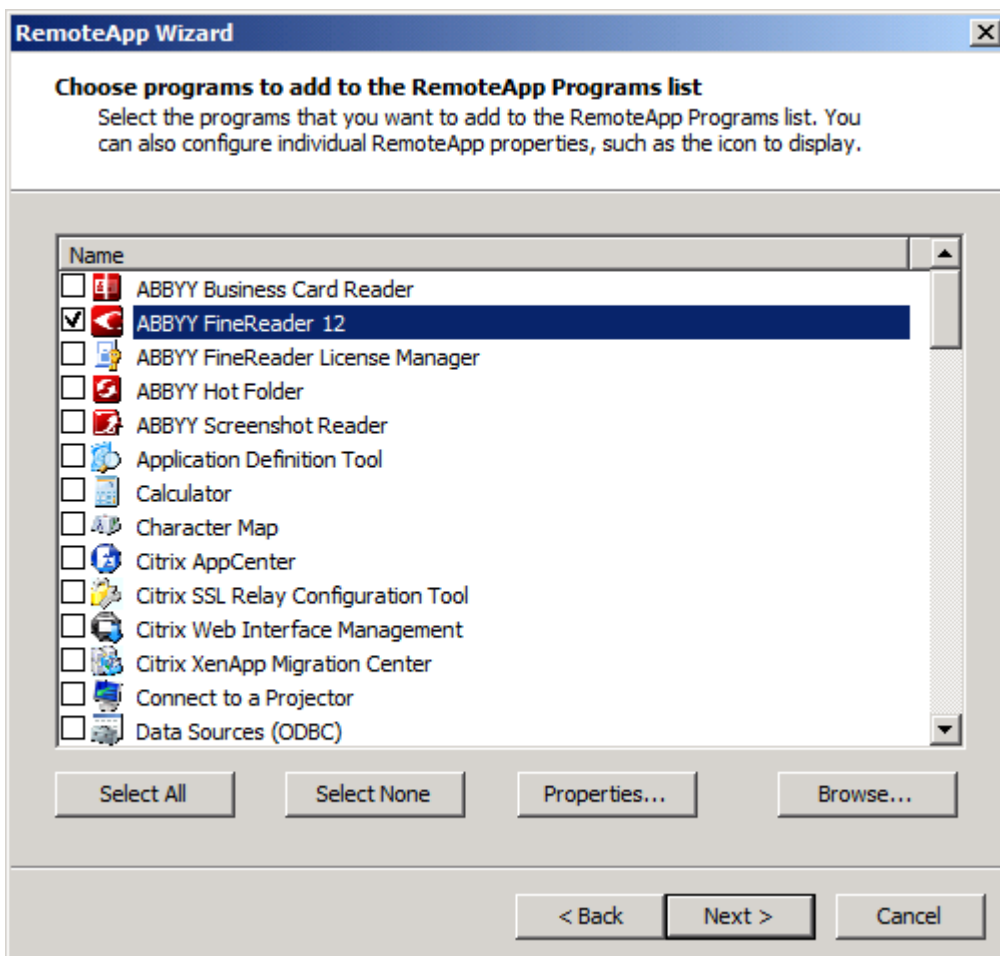 RemoteApp Wizard
Choose programs to add to the RemoteApp Programs list
Select the programs that you want to add to the RemoteApp Programs list. You
can also configure individual RemoteApp properties, such as the icon to display.
Name
ABBYY Business Card Reader
ABBYY FineReader 12
ABBYY FineReader License Manager
ABBYY Hot Folder
ABBYY Screenshot Reader
Application Definition Tool
Calculator
Character Map
Citrix AppCenter
Citrix SSL Relay Configuration Tool
Citrix Web Interface Management
Citrix XenApp Migration Center
Connect to a Projector
Data Sources (ODBC)
Select All Select None Properties... Browse...
< Back Next > Cancel